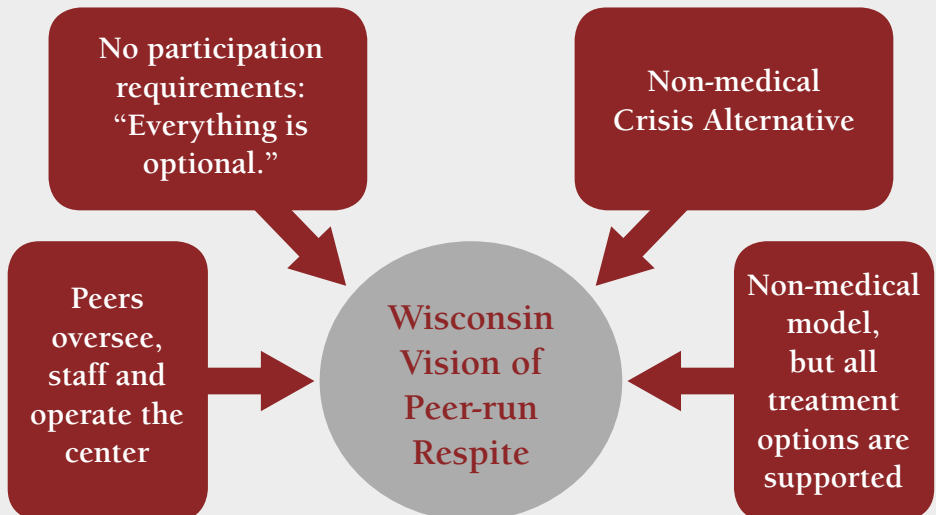 No participation
requirements:
“Everything is
optional.”
Non-medical
Crisis Alternative
Peers
oversee,
staff and
operate the
center
Wisconsin
Vision of
Peer-run
Respite
Non-medical
model,
but all
treatment
options are
supported